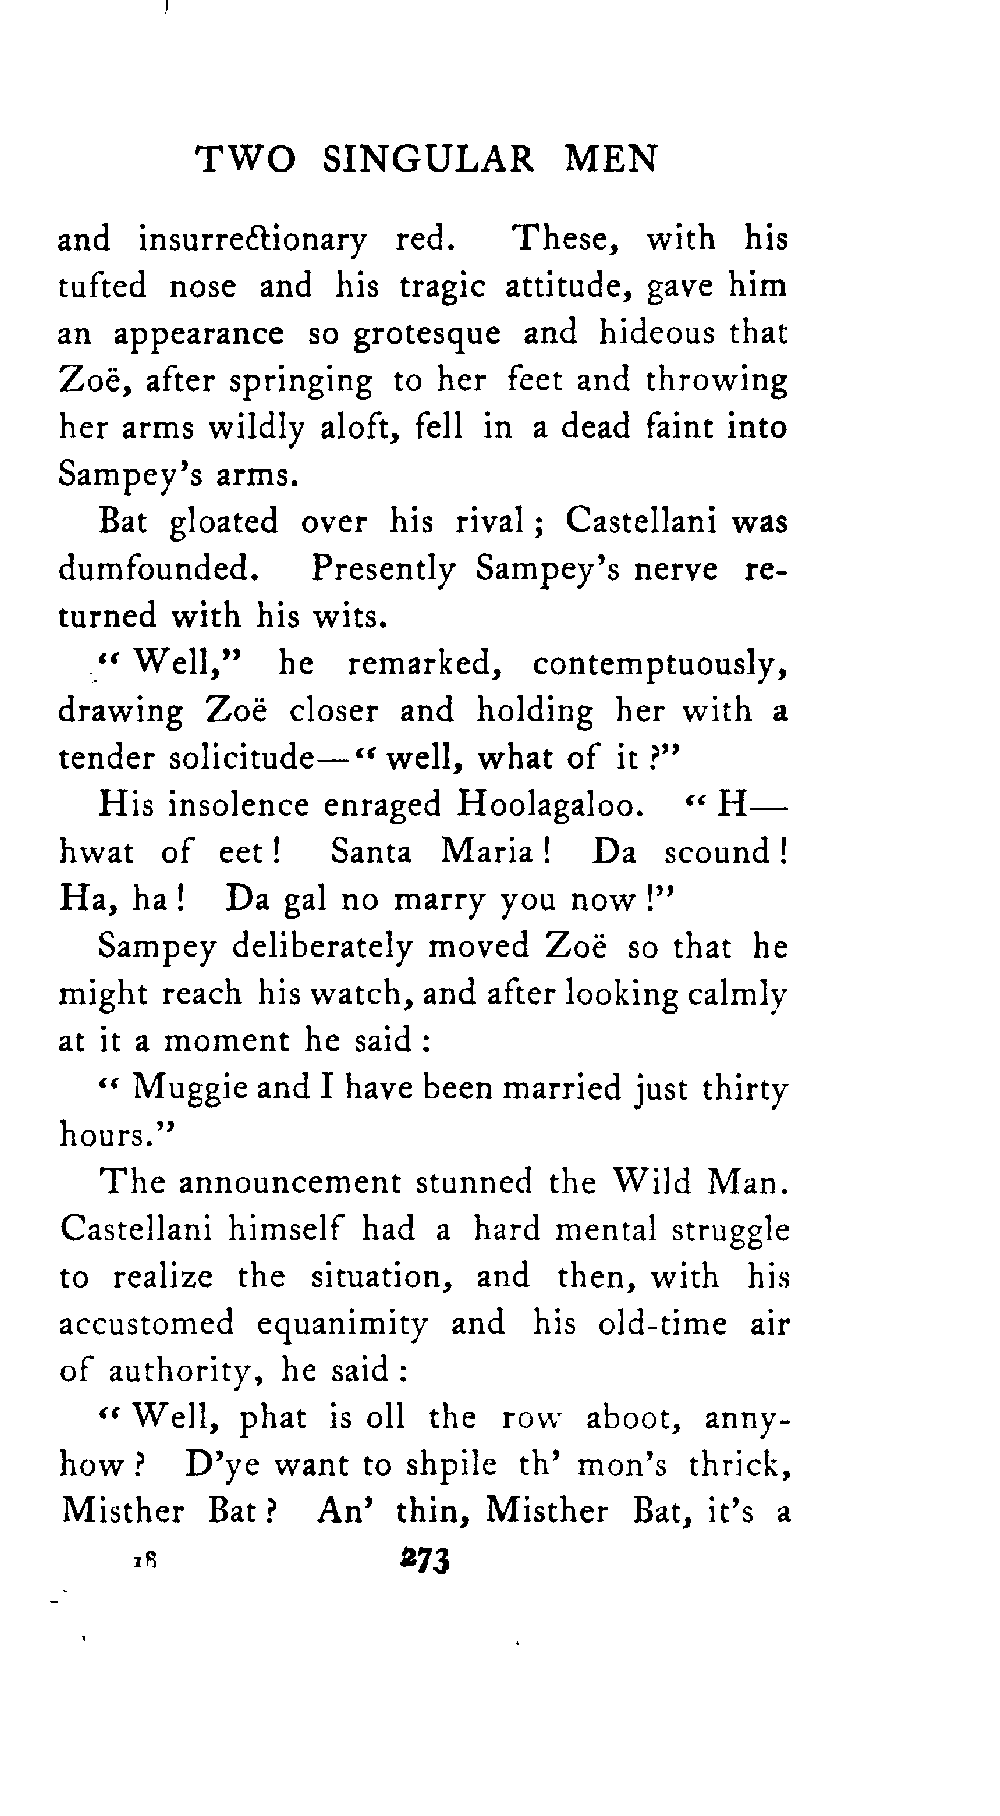 TWO SINGULAR MEN
and insurrectionary red. These, with his
tufted nose and his tragic attitude, gave him
an appearance so grotesque and hideous that
Zoë, after springing to her feet and throwing
her arms wildly aloft, fell in a dead faint into
Sampey's arms.
Bat gloated over his rival; Castellani was
dumfounded. Presently Sampey's nerve re-
turned with his wits.
"Well," he remarked, contemptuously,
drawing Zoë closer and holding her with a
tender solicitude—"well, what of it?"
His insolence enraged Hoolagaloo. "H—
hwat of eet! Santa Maria! Da scound!
Ha, ha! Da gal no marry you now!"
Sampey deliberately moved Zoë so that he
might reach his watch, and after looking calmly
at it a moment he said:
"Muggie and I have been married just thirty
hours."
The announcement stunned the Wild Man.
Castellani himself had a hard mental struggle
to realize the situation, and then, with his
accustomed equanimity and his old-time air
of authority, he said:
"Well, phat is oll the row aboot, anny-
how? D'ye want to shpile th' mon's thrick,
Misther Bat? An' thin, Misther Bat, it's a
18 273